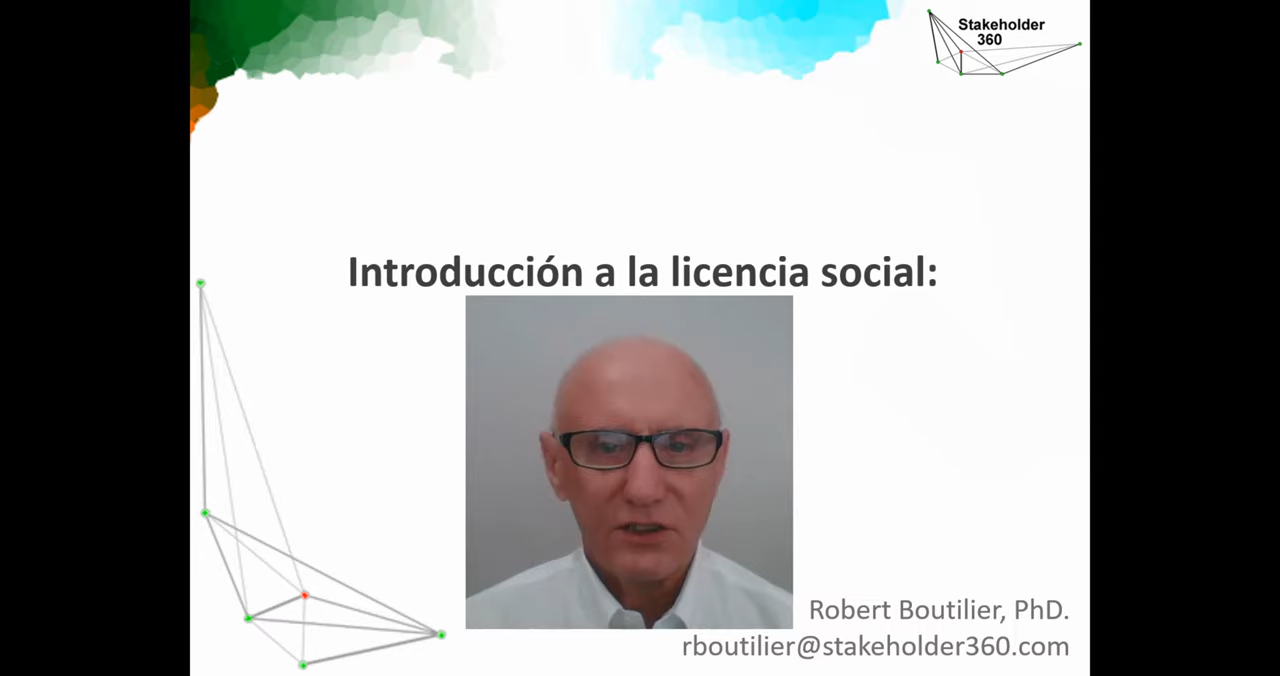 Stakeholder
360
Introducción a la licencia social:
Robert Boutilier, PhD.
rboutilier@stakeholder360.com